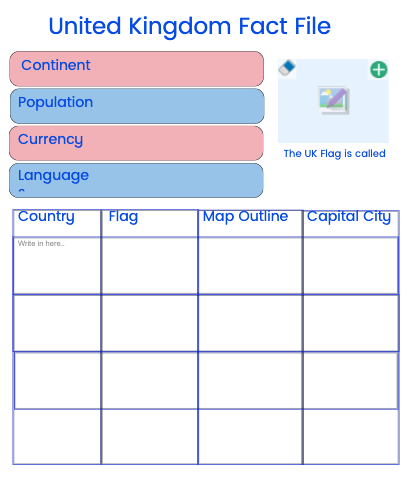 United Kingdom Fact File
Continent
Population
Currency
Language
The UK Flag is called
Country Flag Map Outline Capital City
Write in here..